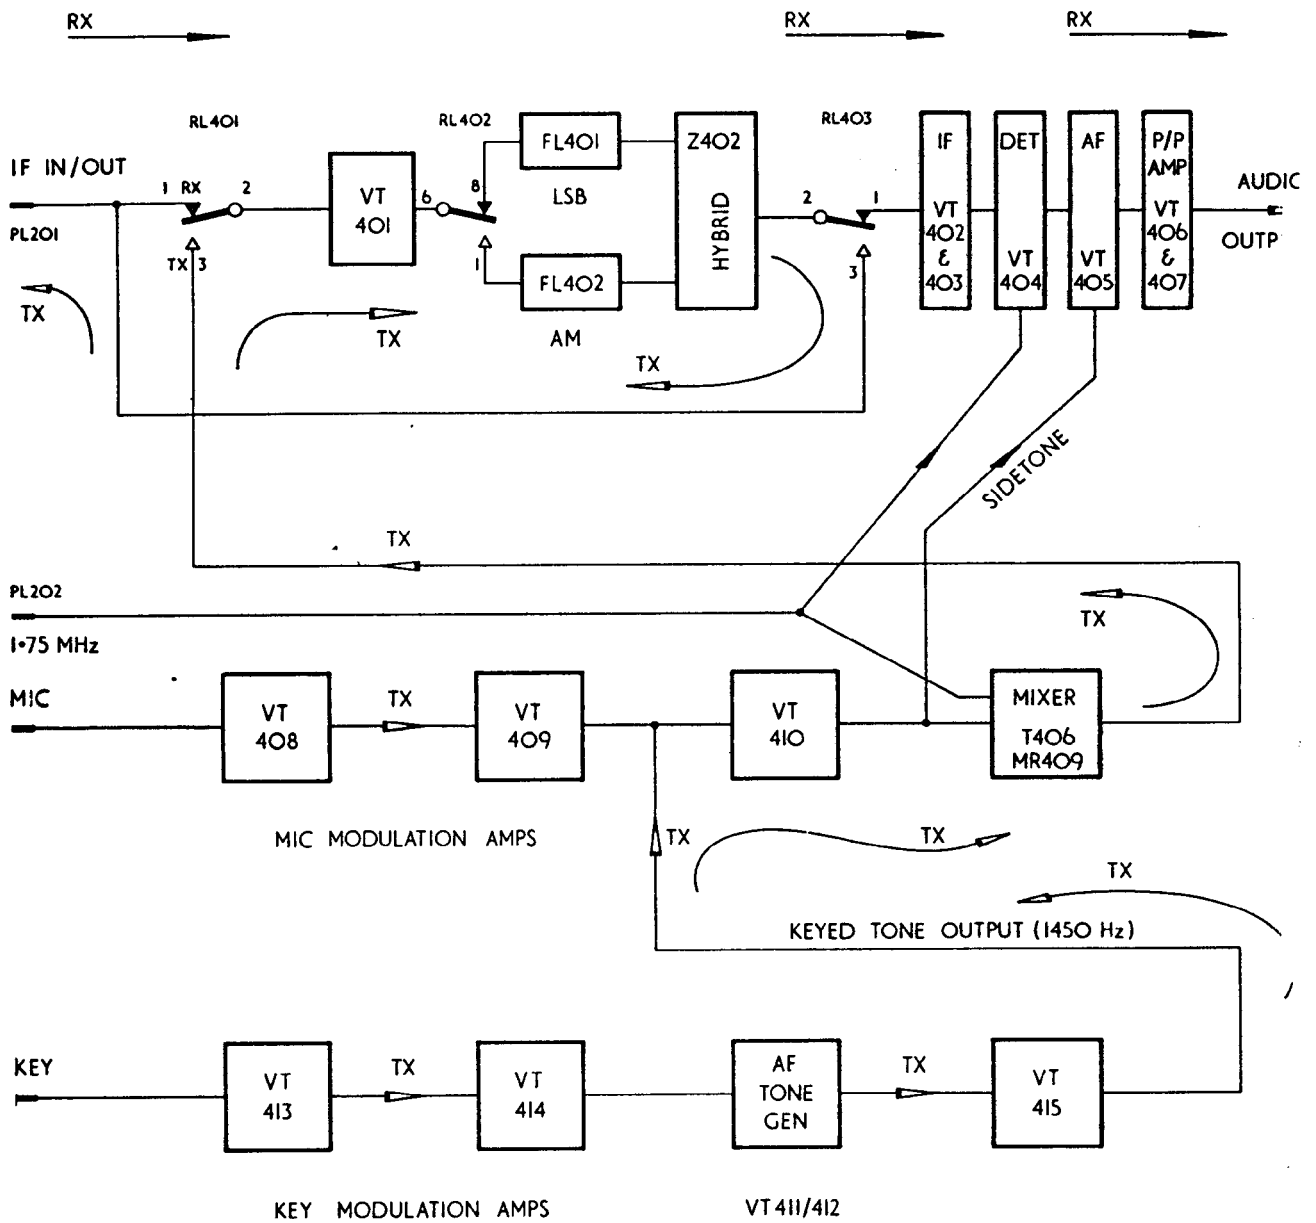 RX
RX
RX
RL401
RL402
RL403
IF IN/OUT
PL201
1 RX
2
TX 3
VT
401
6
8
1
FL401
LSB
FL402
AM
Z402
HYBRID
2
1
3
IF
VT
402
&
403
DET
VT
404
AF
VT
405
P/P
AMP
VT
406
&
407
AUDIO
OUTP
TX
TX
TX
SIDETONE
TX
PL202
1•75 MHz
TX
MIC
VT
408
TX
VT
409
VT
410
MIXER
T406
MR409
MIC MODULATION AMPS
TX
TX
TX
KEYED TONE OUTPUT (1450 Hz)
KEY
VT
413
TX
VT
414
AF
TONE
GEN
TX
VT
415
KEY MODULATION AMPS
VT411/412